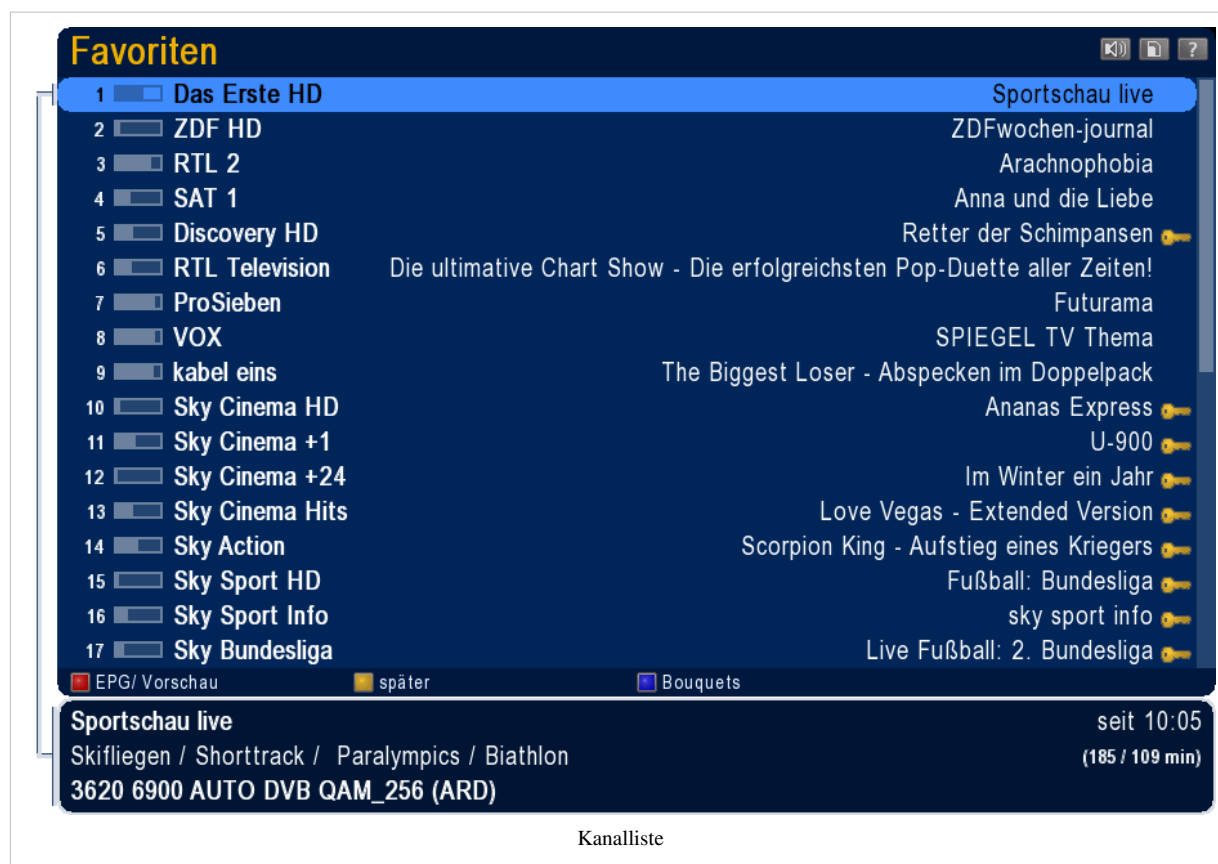 Favoriten
?
1 Das Erste HD Sportschau live
2 ZDF HD ZDFwochen-journal
3 RTL 2 Arachnophobia
4 SAT 1 Anna und die Liebe
5 Discovery HD Retter der Schimpansen
6 RTL Television Die ultimative Chart Show - Die erfolgreichsten Pop-Duette aller Zeiten!
7 ProSieben Futurama
8 VOX SPIEGEL TV Thema
9 kabel eins The Biggest Loser - Abspecken im Doppelpack
10 Sky Cinema HD Ananas Express
11 Sky Cinema +1 U-900
12 Sky Cinema +24 Im Winter ein Jahr
13 Sky Cinema Hits Love Vegas - Extended Version
14 Sky Action Scorpion King - Aufstieg eines Kriegers
15 Sky Sport HD Fußball: Bundesliga
16 Sky Sport Info sky sport info
17 Sky Bundesliga Live Fußball: 2. Bundesliga
EPG/ Vorschau später Bouquets
Sportschau live seit 10:05
Skifliegen / Shorttrack / Paralympics / Biathlon (185 / 109 min)
3620 6900 AUTO DVB QAM_256 (ARD)
Kanalliste